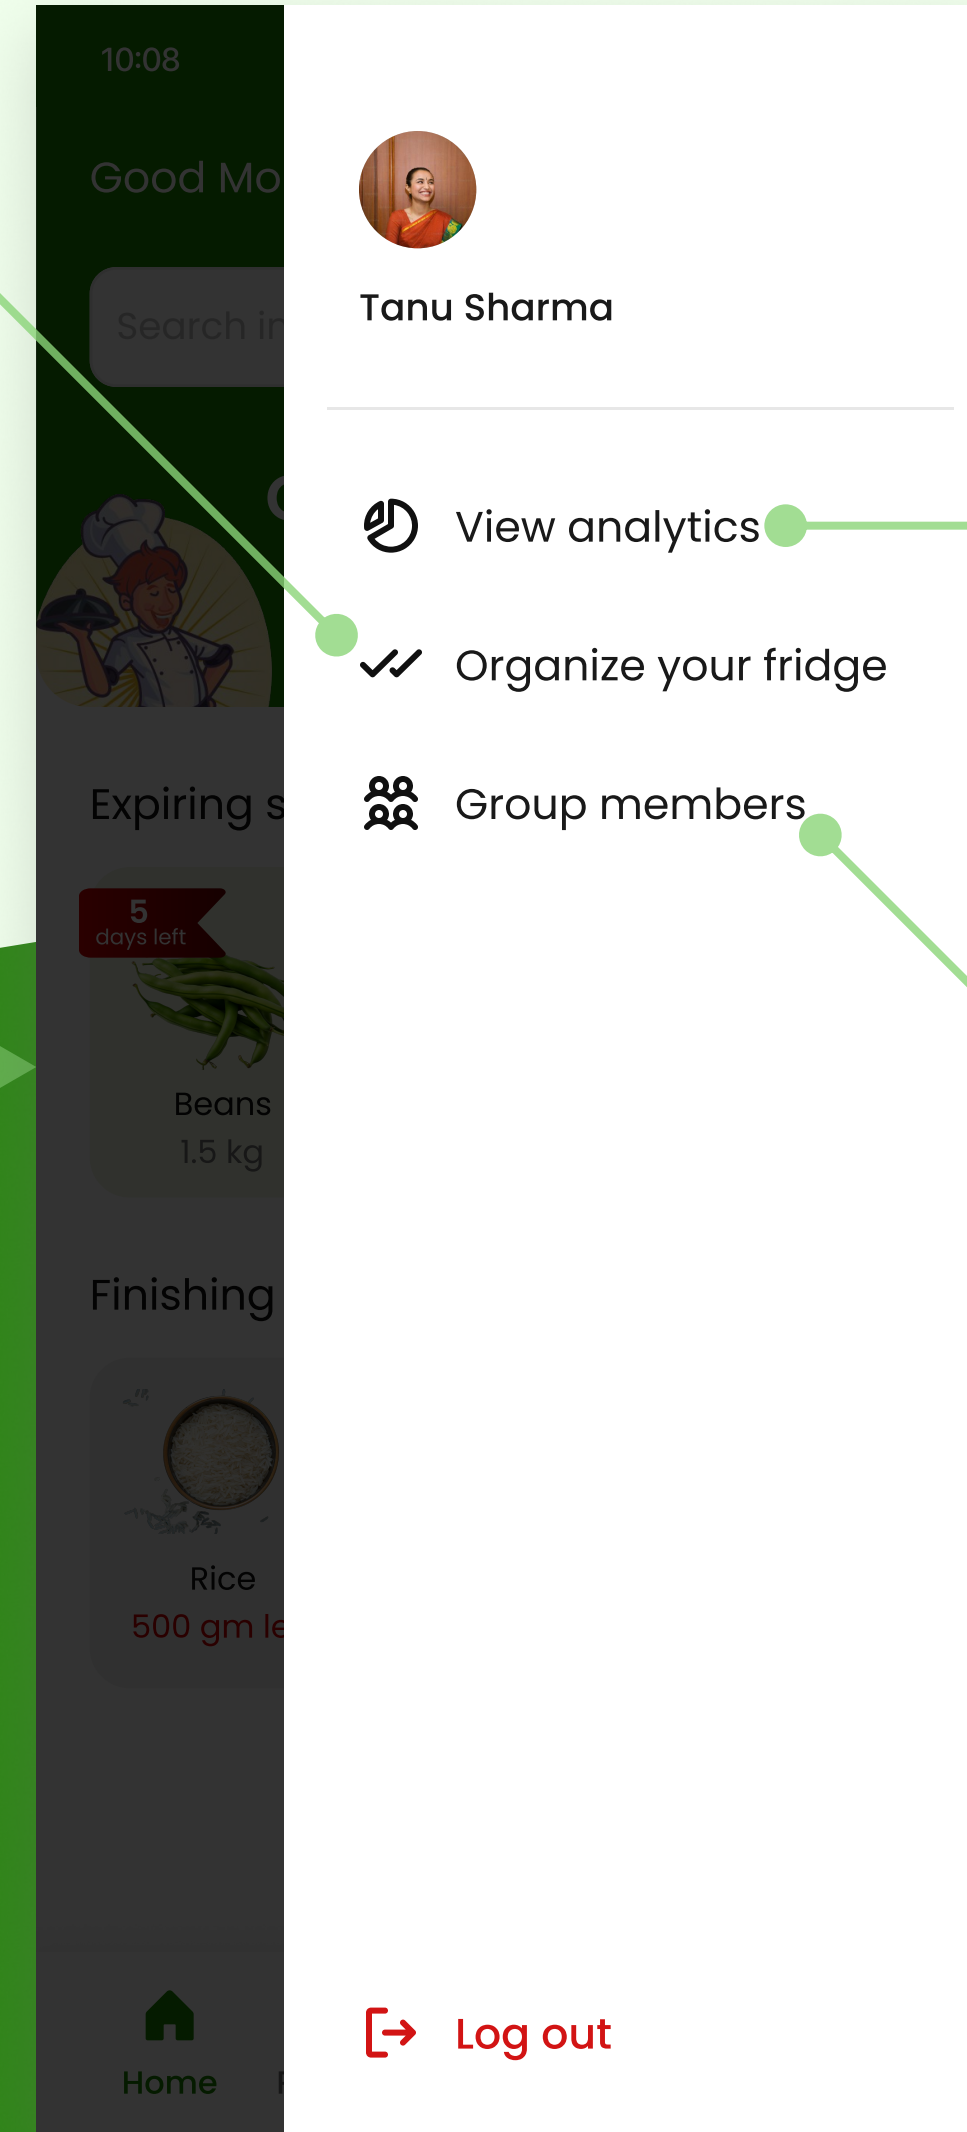 10:08
Good Mo
Search in
Expiring s
5
days left
Beans
1.5 kg
Finishing
Rice
500 gm le
Home
Tanu Sharma
View analytics
Organize your fridge
Group members
Log out